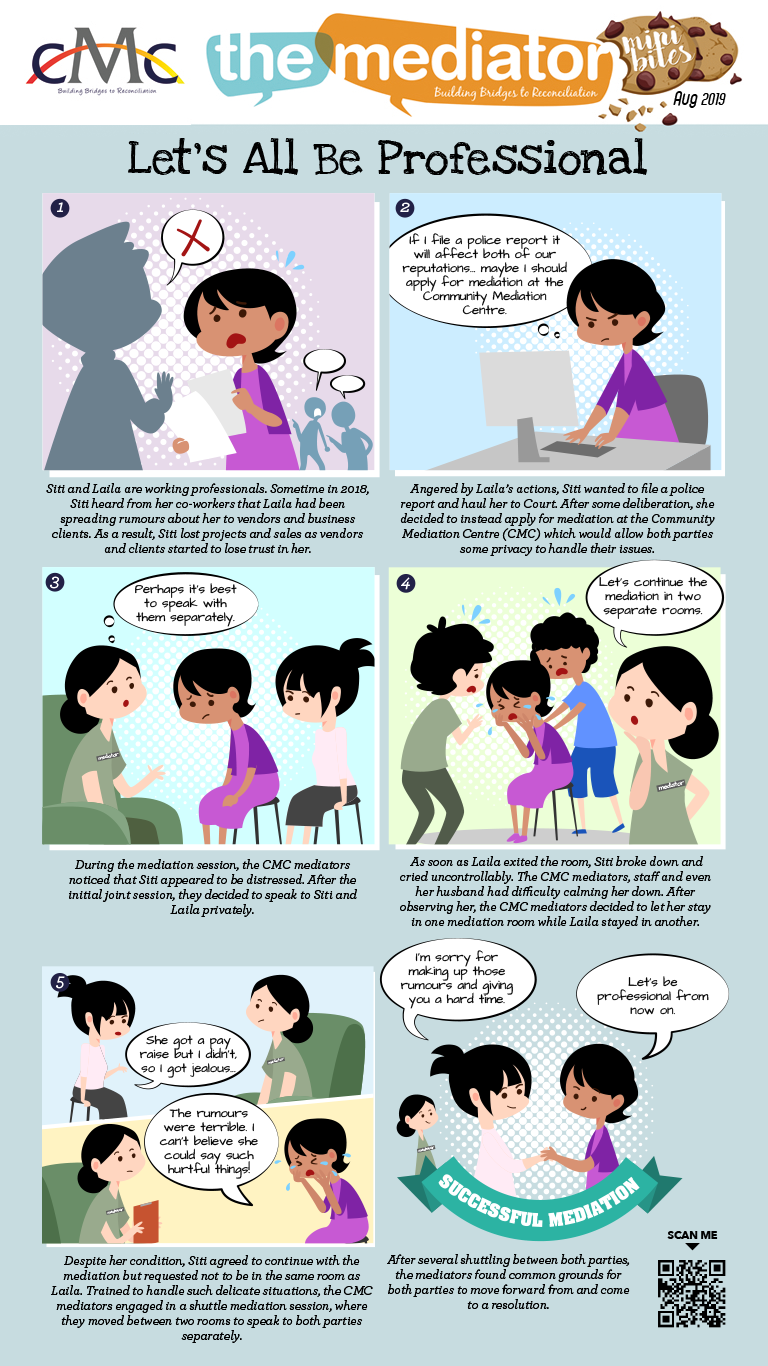 CMC
Building Bridges to Reconciliation
the mediator
Building Bridges to Reconciliation
mini
bites
Aug 2019
Let's All Be Professional
1
2
If I file a police report it
will affect both of our
reputations... maybe I should
apply for mediation at the
Community Mediation
Centre.
Siti and Laila are working professionals. Sometime in 2018,
Siti heard from her co-workers that Laila had been
spreading rumours about her to vendors and business
clients. As a result, Siti lost projects and sales as vendors
and clients started to lose trust in her.
Angered by Laila's actions, Siti wanted to file a police
report and haul her to Court. After some deliberation, she
decided to instead apply for mediation at the Community
Mediation Centre (CMC) which would allow both parties
some privacy to handle their issues.
3
Perhaps it's best
to speak with
them separately.
mediator
4
Let's continue the
mediation in two
separate rooms.
mediator
During the mediation session, the CMC mediators
noticed that Siti appeared to be distressed. After the
initial joint session, they decided to speak to Siti and
Laila privately.
As soon as Laila exited the room, Siti broke down and
cried uncontrollably. The CMC mediators, staff and even
her husband had difficulty calming her down. After
observing her, the CMC mediators decided to let her stay
in one mediation room while Laila stayed in another.
5
She got a pay
raise but I didn't,
so I got jealous...
mediator
The rumours
were terrible. I
can't believe she
could say such
hurtful things!
mediator
I'm sorry for
making up those
rumours and giving
you a hard time.
Let's be
professional from
now on.
mediator
SUCCESSFUL MEDIATION
Despite her condition, Siti agreed to continue with the
mediation but requested not to be in the same room as
Laila. Trained to handle such delicate situations, the CMC
mediators engaged in a shuttle mediation session, where
they moved between two rooms to speak to both parties
separately.
After several shuttling between both parties,
the mediators found common grounds for
both parties to move forward from and come
to a resolution.
SCAN ME